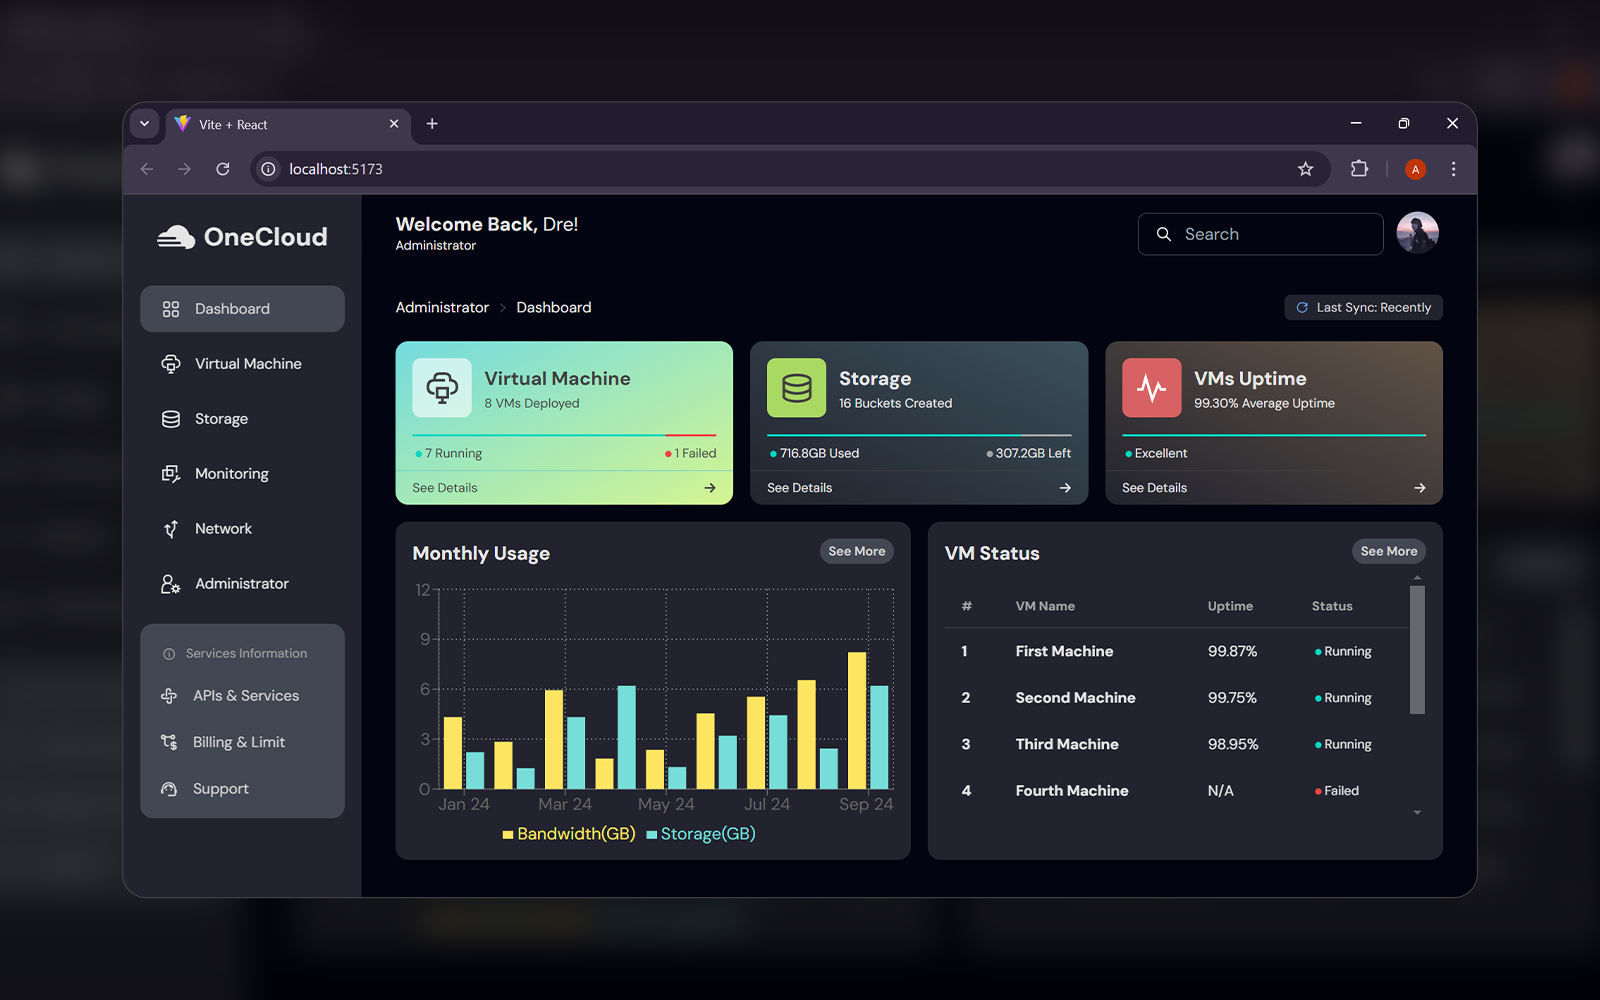 Vite + React
localhost:5173
A
OneCloud
Welcome Back, Dre!
Administrator
Search
Dashboard
Virtual Machine
Storage
Monitoring
Network
Administrator
Services Information
APIs & Services
Billing & Limit
Support
Administrator > Dashboard
Last Sync: Recently
Virtual Machine
8 VMs Deployed
7 Running
1 Failed
See Details
Storage
16 Buckets Created
716.8GB Used
307.2GB Left
See Details
VMs Uptime
99.30% Average Uptime
Excellent
See Details
Monthly Usage
See More
12
9
6
3
0
Jan 24 Mar 24 May 24 Jul 24 Sep 24
Bandwidth(GB) Storage(GB)
VM Status
See More
# VM Name Uptime Status
1 First Machine 99.87% Running
2 Second Machine 99.75% Running
3 Third Machine 98.95% Running
4 Fourth Machine N/A Failed